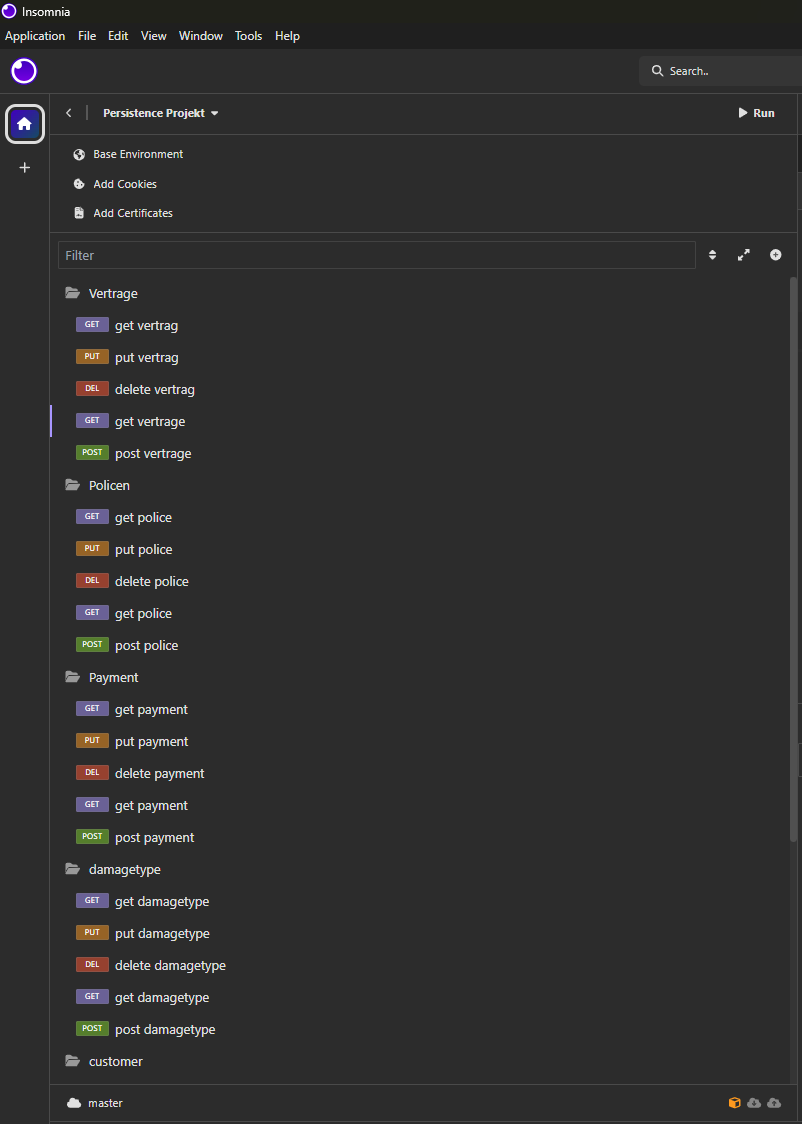 Insomnia
Application File Edit View Window Tools Help
Search..
Persistence Projekt Run
Base Environment
Add Cookies
Add Certificates
Filter
Vertrage
GET get vertrag
PUT put vertrag
DEL delete vertrag
GET get vertrage
POST post vertrage
Policen
GET get police
PUT put police
DEL delete police
GET get police
POST post police
Payment
GET get payment
PUT put payment
DEL delete payment
GET get payment
POST post payment
damagetype
GET get damagetype
PUT put damagetype
DEL delete damagetype
GET get damagetype
POST post damagetype
customer
master